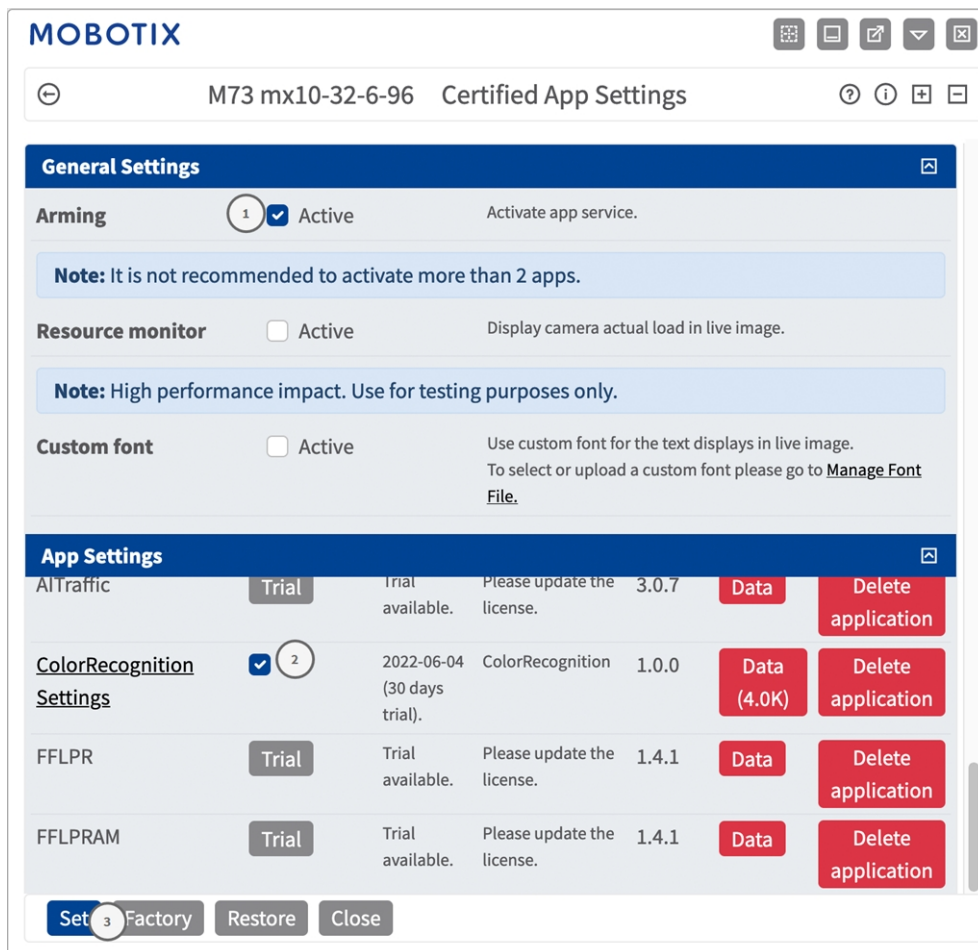 MOBOTIX
M73 mx10-32-6-96 Certified App Settings
General Settings
Arming 1 Active Activate app service.
Note: It is not recommended to activate more than 2 apps.
Resource monitor Active Display camera actual load in live image.
Note: High performance impact. Use for testing purposes only.
Custom font Active Use custom font for the text displays in live image.
To select or upload a custom font please go to Manage Font
File.
App Settings
AITraffic Trial Trial Please update the 3.0.7 Data Delete
available. license. application
ColorRecognition 2 2022-06-04 ColorRecognition 1.0.0 Data Delete
Settings (30 days (4.0K) application
trial).
FFLPR Trial Trial Please update the 1.4.1 Data Delete
available. license. application
FFLPRAM Trial Trial Please update the 1.4.1 Data Delete
available. license. application
Set 3 Factory Restore Close